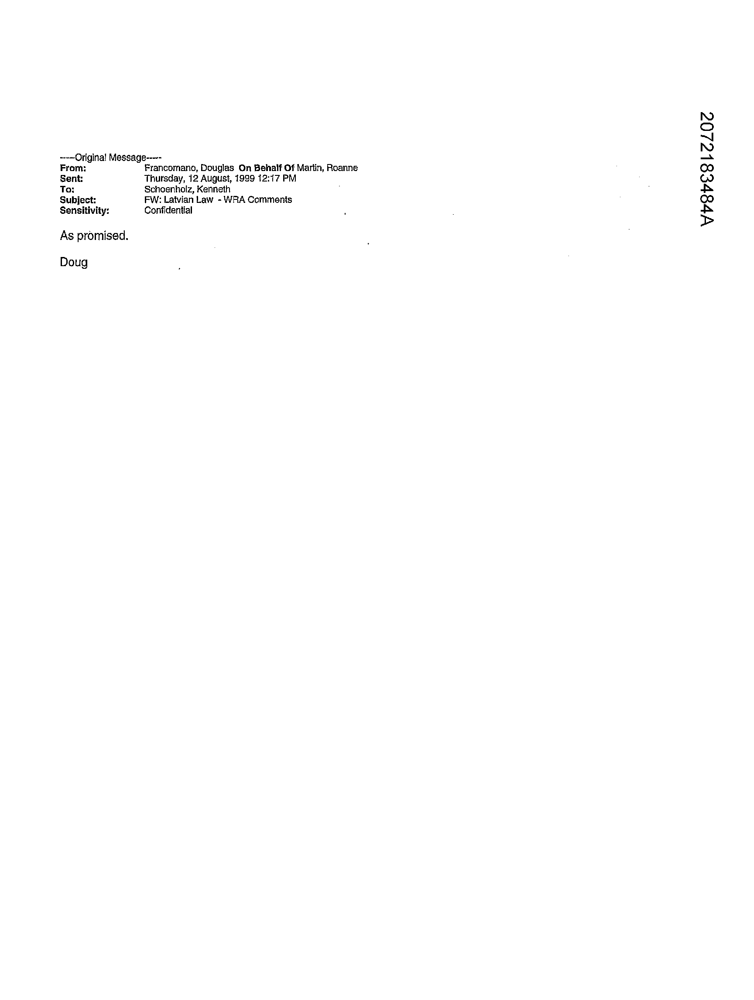 -----Original Message-----
From: Francomano, Douglas On Behalf Of Martin, Roanne
Sent: Thursday, 12 August, 1999 12:17 PM
To: Schoenholz, Kenneth
Subject: FW: Latvian Law - WRA Comments
Sensitivity: Confidential
As promised.
Doug
2072183484A